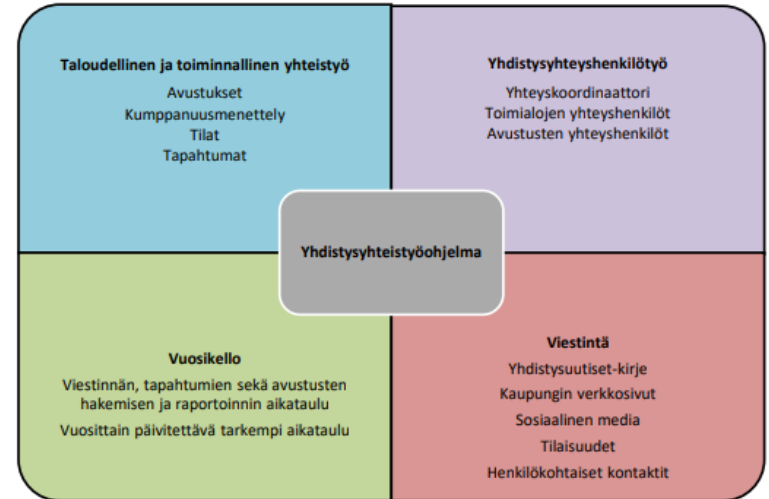 Taloudellinen ja toiminnallinen yhteistyö
Avustukset
Kumppanuusmenettely
Tilat
Tapahtumat
Yhdistysyhteyshenkilötyö
Yhteyskoordinaattori
Toimialojen yhteyshenkilöt
Avustusten yhteyshenkilöt
Yhdistysyhteistyöohjelma
Vuosikello
Viestinnän, tapahtumien sekä avustusten
hakemisen ja raportoinnin aikataulu
Vuosittain päivitettävä tarkempi aikataulu
Viestintä
Yhdistysuutiset-kirje
Kaupungin verkkosivut
Sosiaalinen media
Tilaisuudet
Henkilökohtaiset kontaktit